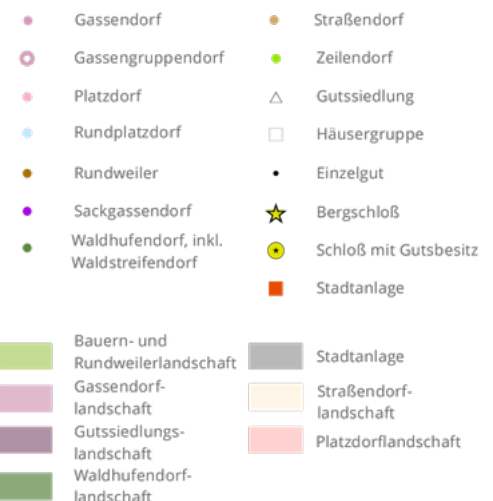 Gassendorf
Gassengruppendorf
Platzdorf
Rundplatzdorf
Rundweiler
Sackgassendorf
Waldhufendorf, inkl.
Waldstreifendorf
Straßendorf
Zeilendorf
Gutssiedlung
Häusergruppe
Einzelgut
Bergschloß
Schloß mit Gutsbesitz
Stadtanlage
Bauern- und
Rundweilerlandschaft
Gassendorf-
landschaft
Gutssiedlungs-
landschaft
Waldhufendorf-
landschaft
Stadtanlage
Straßendorf-
landschaft
Platzdorflandschaft